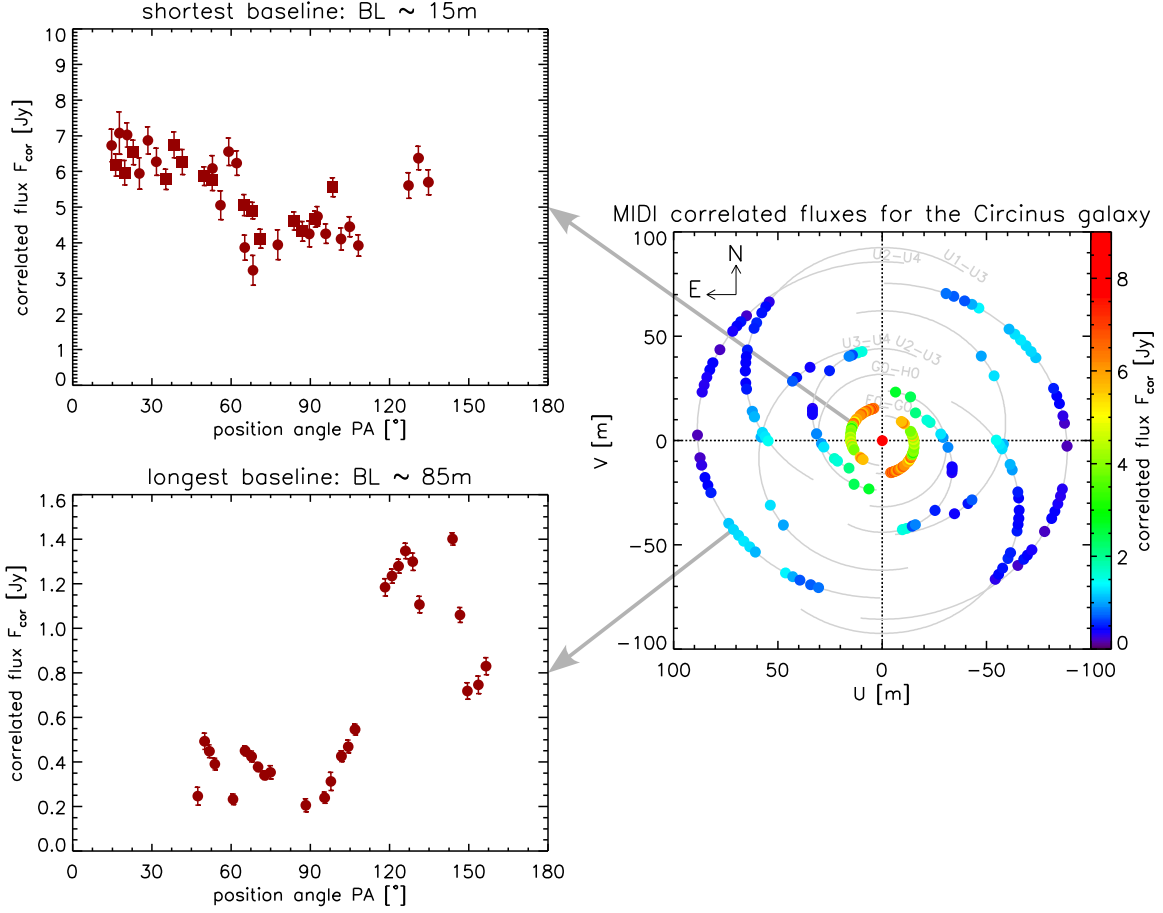 shortest baseline: BL ~ 15m
10
9
8
7
6
5
4
3
2
1
0
correlated flux Fcor [Jy]
0 30 60 90 120 150 180
position angle PA [°]
longest baseline: BL ~ 85m
1.6
1.4
1.2
1.0
0.8
0.6
0.4
0.2
0.0
correlated flux Fcor [Jy]
0 30 60 90 120 150 180
position angle PA [°]
MIDI correlated fluxes for the Circinus galaxy
100
50
0
-50
-100
V [m]
N
E
U2-U4
U1-U3
U3-U4
U2-U3
G0-H0
E0-G0
100 50 0 -50 -100
U [m]
8
6
4
2
0
correlated flux Fcor [Jy]